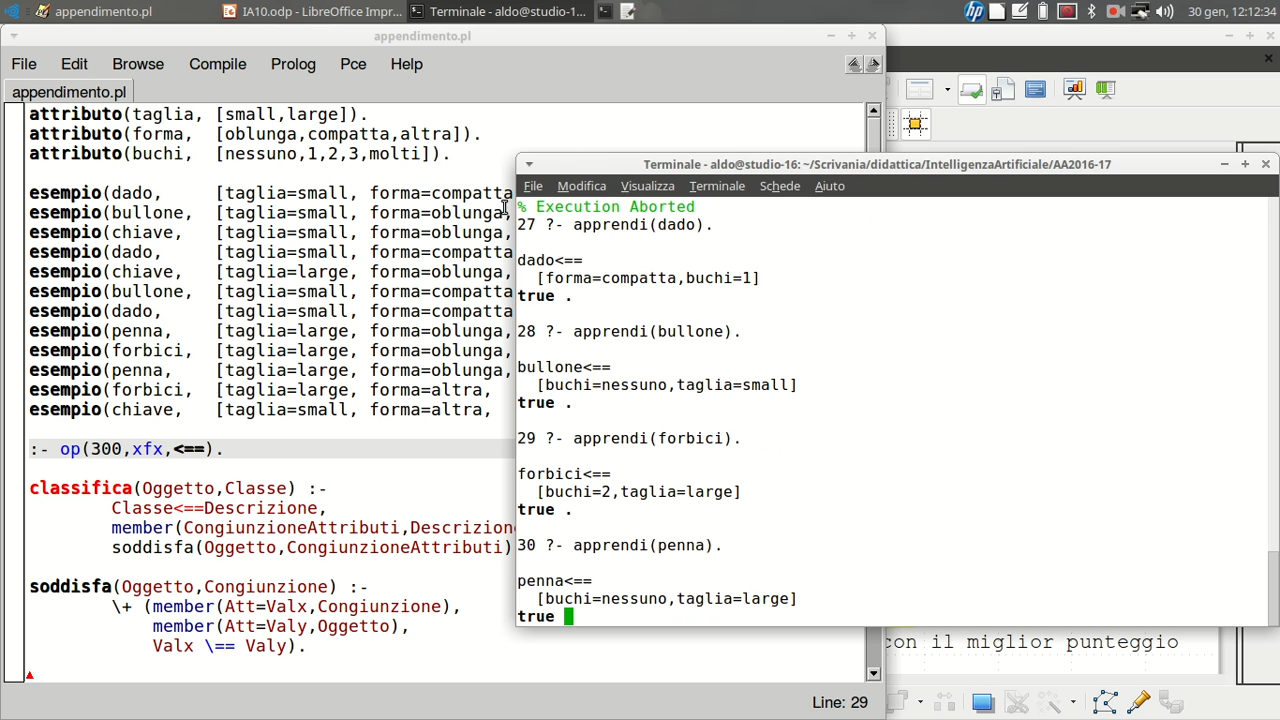 appendimento.pl
IA10.odp - LibreOffice Impr...
Terminale - aldo@studio-1...
30 gen, 12:12:34
appendimento.pl
File Edit Browse Compile Prolog Pce Help
appendimento.pl
attributo(taglia, [small,large]).
attributo(forma, [oblunga,compatta,altra]).
attributo(buchi, [nessuno,1,2,3,molti]).
esempio(dado, [taglia=small, forma=compatta
esempio(bullone, [taglia=small, forma=oblunga,
esempio(chiave, [taglia=small, forma=oblunga,
esempio(dado, [taglia=small, forma=compatta
esempio(chiave, [taglia=large, forma=oblunga,
esempio(bullone, [taglia=small, forma=compatta
esempio(dado, [taglia=small, forma=compatta
esempio(penna, [taglia=large, forma=oblunga,
esempio(forbici, [taglia=large, forma=oblunga,
esempio(penna, [taglia=large, forma=oblunga,
esempio(forbici, [taglia=large, forma=altra,
esempio(chiave, [taglia=small, forma=altra,
:- op(300,xfx,<==).
classifica(Oggetto,Classe) :-
Classe<==Descrizione,
member(CongiunzioneAttributi,Descrizion
soddisfa(Oggetto,CongiunzioneAttributi)
soddisfa(Oggetto,Congiunzione) :-
\+ (member(Att=Valx,Congiunzione),
member(Att=Valy,Oggetto),
Valx \== Valy).
Line: 29
Terminale - aldo@studio-16: ~/Scrivania/didattica/IntelligenzaArtificiale/AA2016-17
File Modifica Visualizza Terminale Schede Aiuto
% Execution Aborted
27 ?- apprendi(dado).
dado<==
[forma=compatta,buchi=1]
true .
28 ?- apprendi(bullone).
bullone<==
[buchi=nessuno,taglia=small]
true .
29 ?- apprendi(forbici).
forbici<==
[buchi=2,taglia=large]
true .
30 ?- apprendi(penna).
penna<==
[buchi=nessuno,taglia=large]
true
con il miglior punteggio